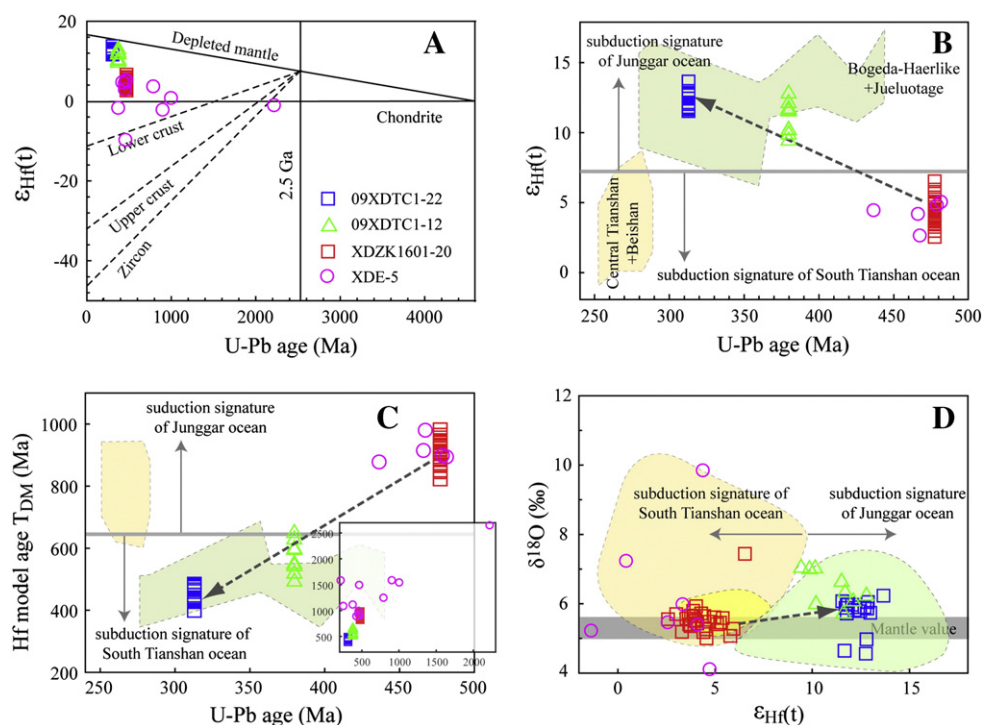 A
20
0
-20
-40
εHf(t)
Depleted mantle
Chondrite
Lower crust
Upper crust
Zircon
2.5 Ga
09XDTC1-22
09XDTC1-12
XDZK1601-20
XDE-5
0
1000
2000
3000
4000
U-Pb age (Ma)
B
20
15
10
5
0
εHf(t)
subduction signature
of Junggar ocean
Bogeda-Haerlike
+Jueluotage
Central Tianshan
+Beishan
subduction signature of South Tianshan ocean
250
300
350
400
450
500
U-Pb age (Ma)
C
1000
800
600
400
200
Hf model age TDM (Ma)
suduction signature
of Junggar ocean
subduction signature of
South Tianshan ocean
2500
2000
1500
1000
500
500
1000
1500
2000
250
300
350
400
450
500
U-Pb age (Ma)
D
12
10
8
6
4
δ18O (‰)
subduction signature of
South Tianshan ocean
subduction signature
of Junggar ocean
Mantle value
0
5
10
15
εHf(t)